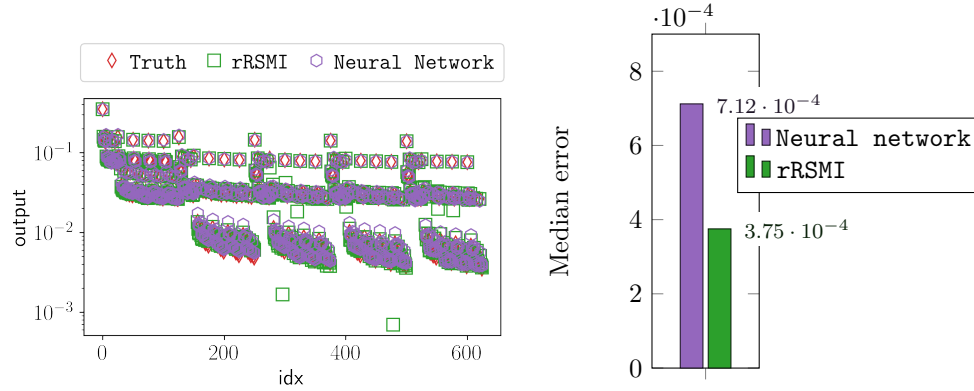 Truth rRSMI Neural Network
output
10⁻¹
10⁻²
10⁻³
0 200 400 600
idx
·10⁻⁴
Median error
8
6
4
2
0
7.12 · 10⁻⁴
Neural network
rRSMI
3.75 · 10⁻⁴